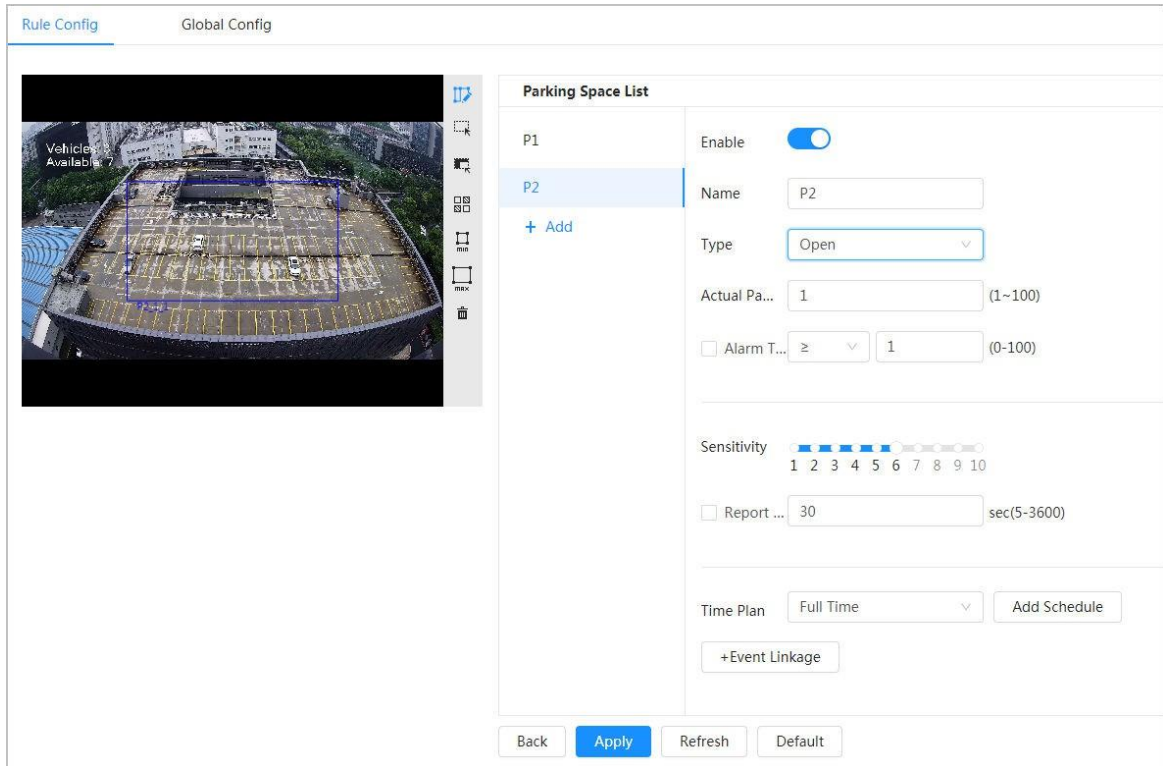 Rule Config Global Config
Vehicles:
Available: 7
min
max
Parking Space List
P1
P2
+ Add
Enable
Name P2
Type Open
Actual Pa... 1 (1~100)
Alarm T... ≥ 1 (0-100)
Sensitivity
1 2 3 4 5 6 7 8 9 10
Report ... 30 sec(5-3600)
Time Plan Full Time Add Schedule
+Event Linkage
Back Apply Refresh Default